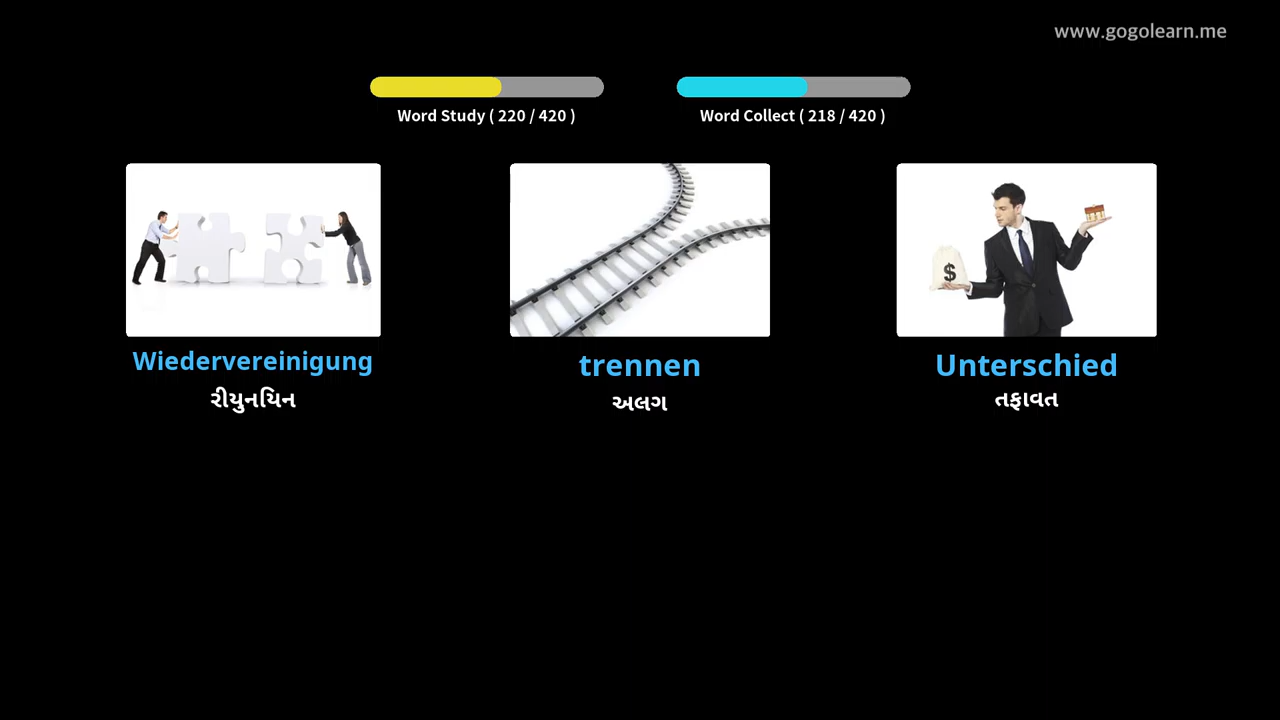 www.gogolearn.me
Word Study ( 220 / 420 )
Word Collect ( 218 / 420 )
$
Wiedervereinigung
trennen
Unterschied
રીયુનયિન
અલગ
તફાવત